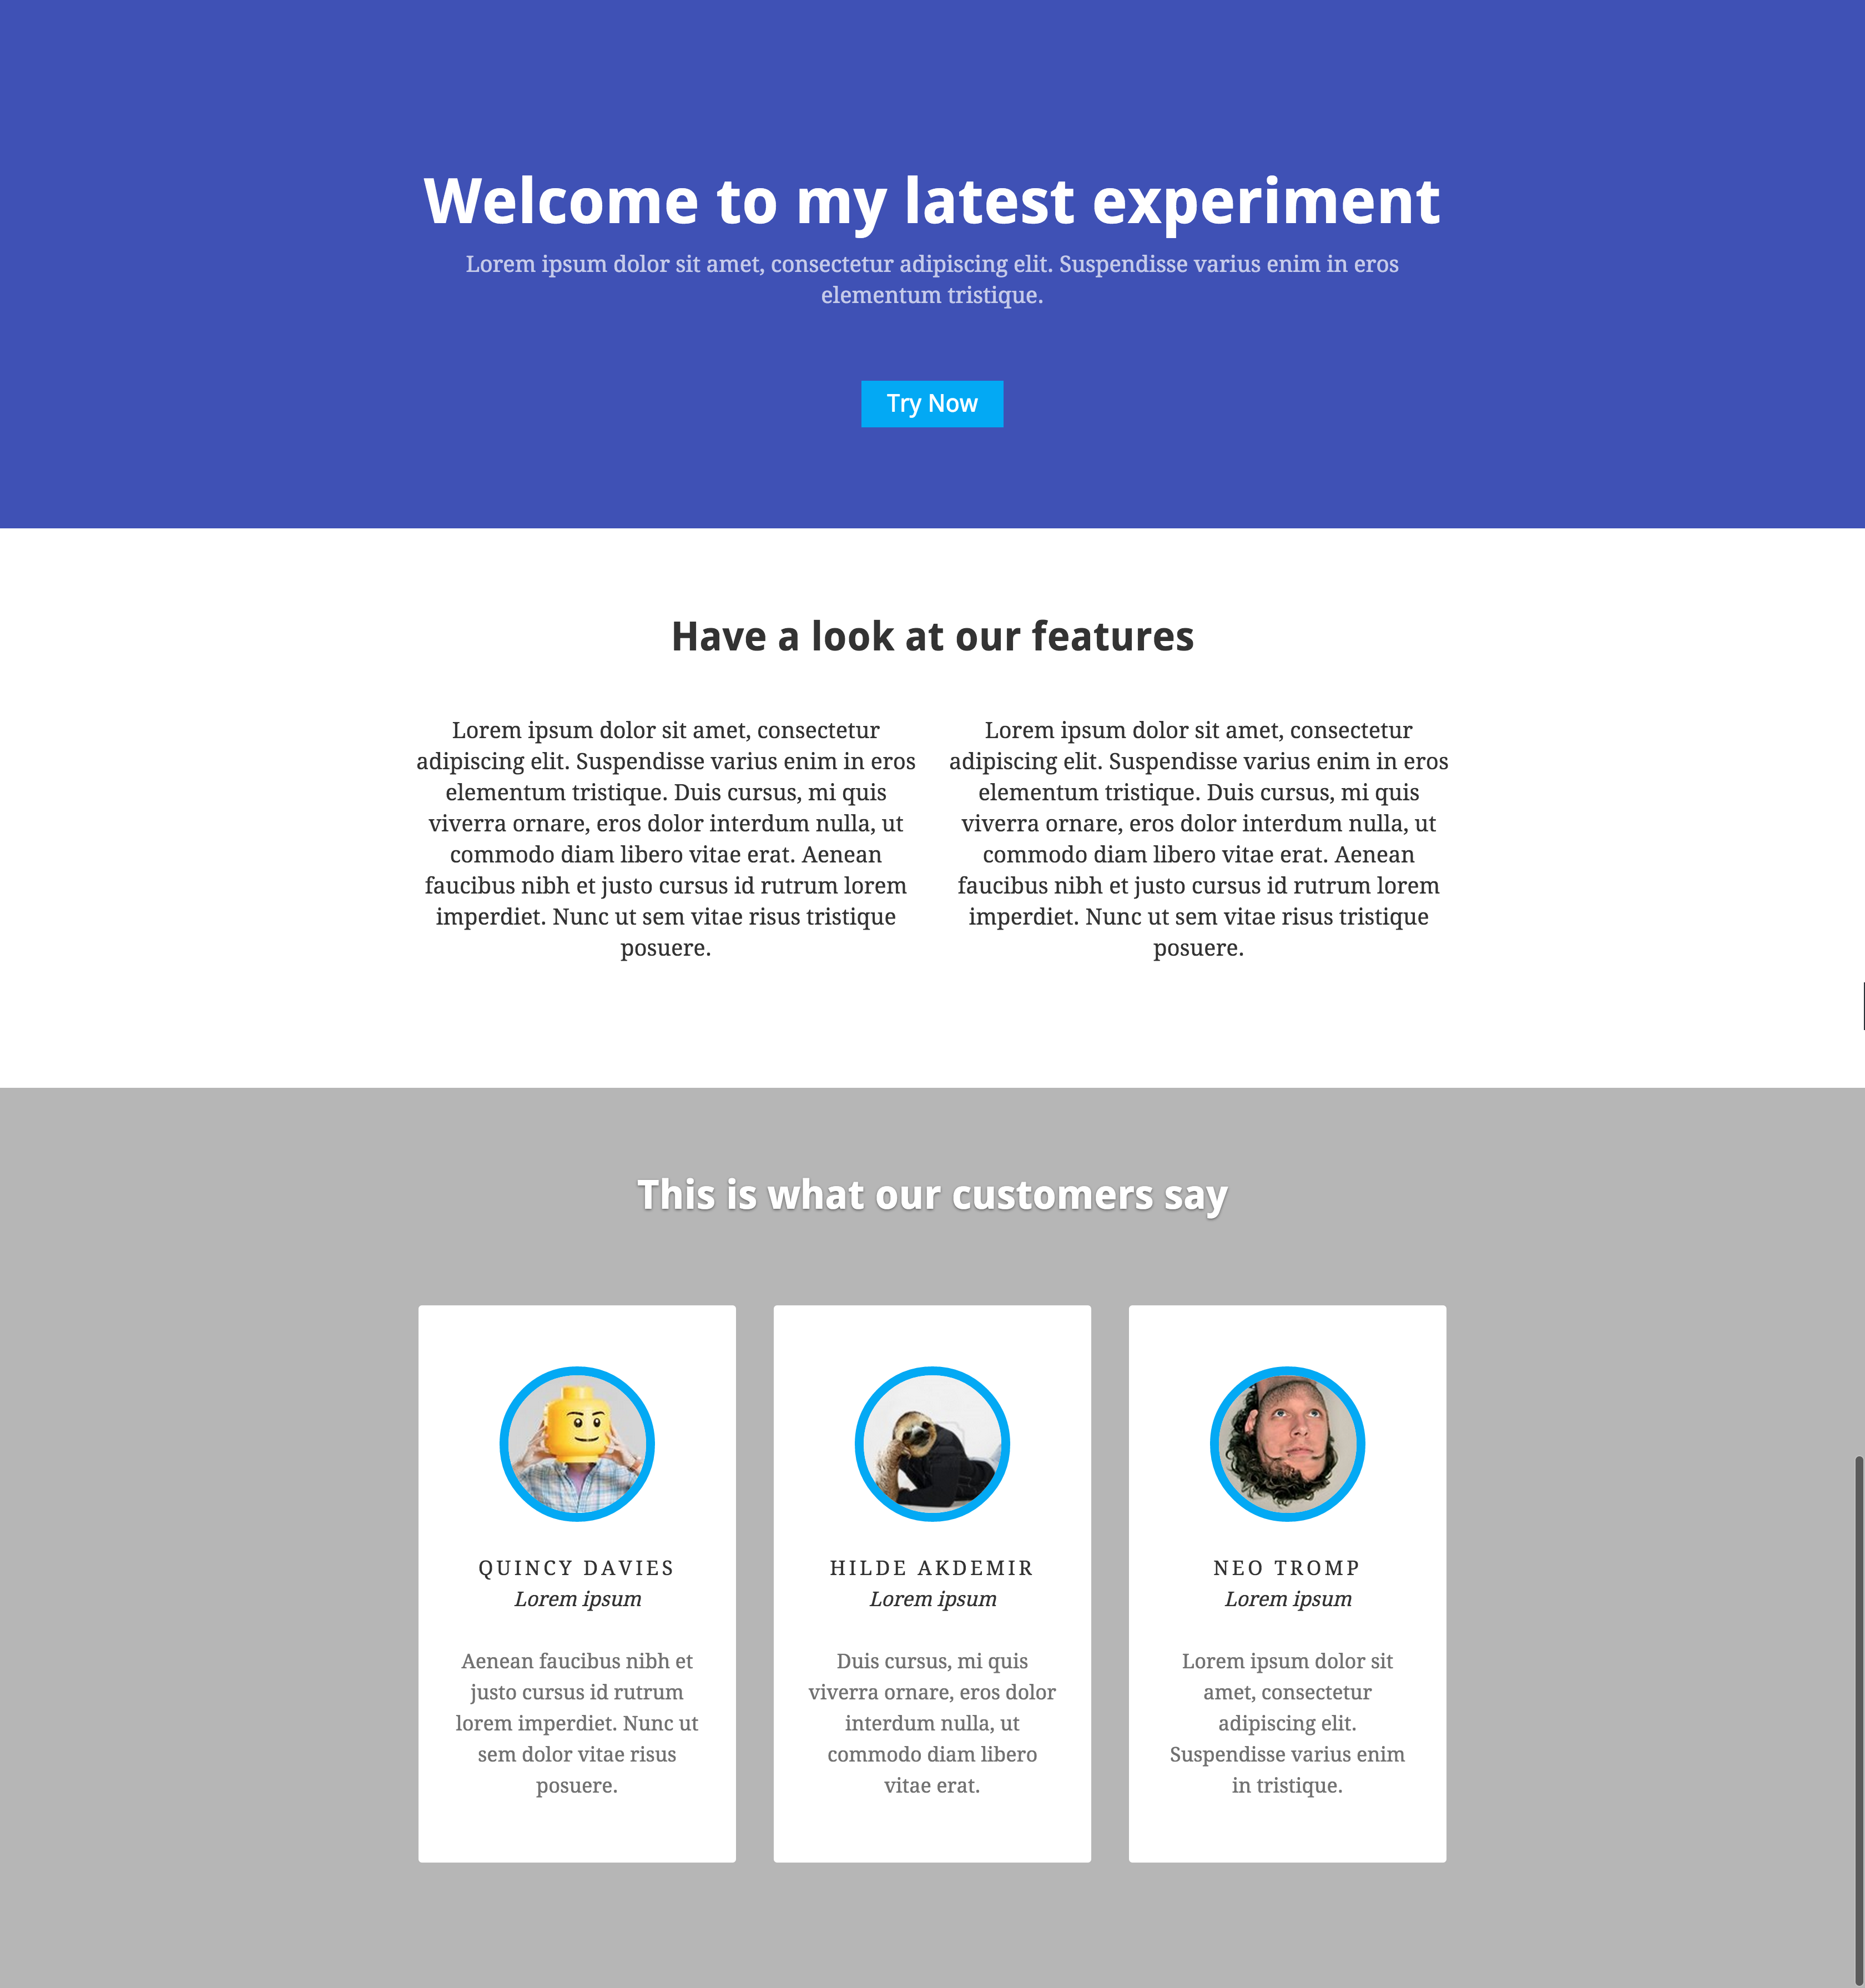 Welcome to my latest experiment
Lorem ipsum dolor sit amet, consectetur adipiscing elit. Suspendisse varius enim in eros
elementum tristique.
Try Now
Have a look at our features
Lorem ipsum dolor sit amet, consectetur
adipiscing elit. Suspendisse varius enim in eros
elementum tristique. Duis cursus, mi quis
viverra ornare, eros dolor interdum nulla, ut
commodo diam libero vitae erat. Aenean
faucibus nibh et justo cursus id rutrum lorem
imperdiet. Nunc ut sem vitae risus tristique
posuere.
Lorem ipsum dolor sit amet, consectetur
adipiscing elit. Suspendisse varius enim in eros
elementum tristique. Duis cursus, mi quis
viverra ornare, eros dolor interdum nulla, ut
commodo diam libero vitae erat. Aenean
faucibus nibh et justo cursus id rutrum lorem
imperdiet. Nunc ut sem vitae risus tristique
posuere.
This is what our customers say
QUINCY DAVIES
Lorem ipsum
Aenean faucibus nibh et
justo cursus id rutrum
lorem imperdiet. Nunc ut
sem dolor vitae risus
posuere.
HILDE AKDEMIR
Lorem ipsum
Duis cursus, mi quis
viverra ornare, eros dolor
interdum nulla, ut
commodo diam libero
vitae erat.
NEO TROMP
Lorem ipsum
Lorem ipsum dolor sit
amet, consectetur
adipiscing elit.
Suspendisse varius enim
in tristique.